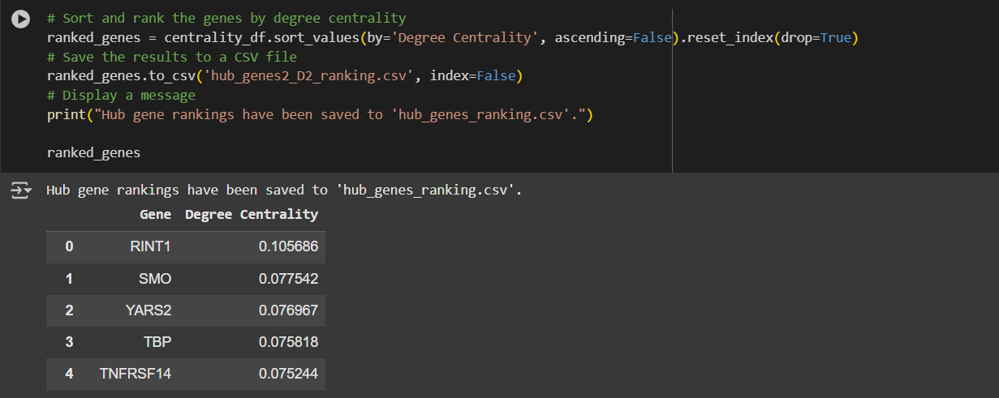 # Sort and rank the genes by degree centrality
ranked_genes = centrality_df.sort_values(by='Degree Centrality', ascending=False).reset_index(drop=True)
# Save the results to a CSV file
ranked_genes.to_csv('hub_genes2_D2_ranking.csv', index=False)
# Display a message
print("Hub gene rankings have been saved to 'hub_genes_ranking.csv'.")
ranked_genes
Hub gene rankings have been saved to 'hub_genes_ranking.csv'.
Gene Degree Centrality
0 RINT1 0.105686
1 SMO 0.077542
2 YARS2 0.076967
3 TBP 0.075818
4 TNFRSF14 0.075244